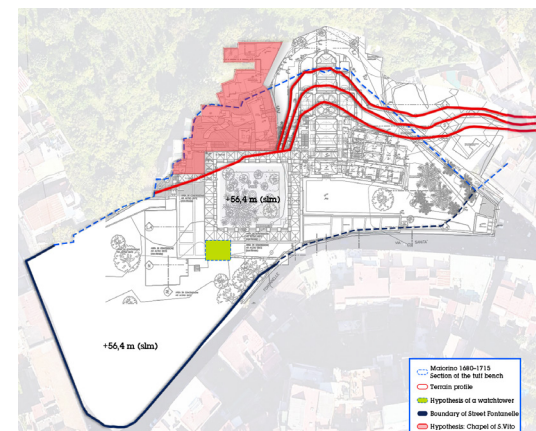 +56,4 m (slm)
+56,4 m (slm)
Maiorino 1680-1715
Section of the tuff bench
Terrain profile
Hypothesis of a watchtower
Boundary of Street Fontanelle
Hypothesis: Chapel of S.Vito